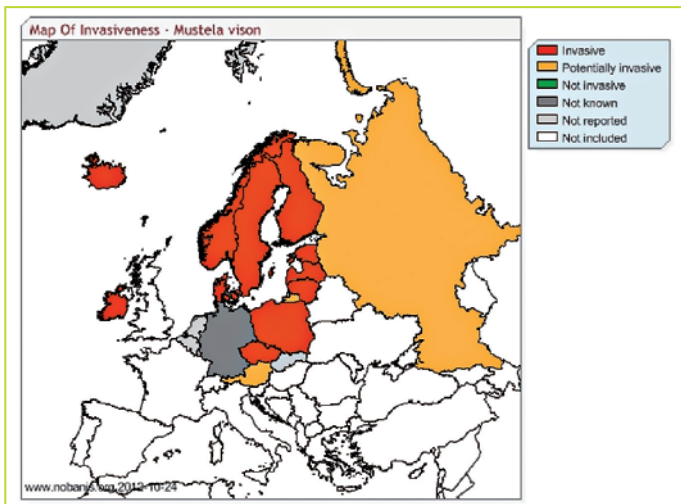 Map Of Invasiveness - Mustela vison
Invasive
Potentially invasive
Not invasive
Not known
Not reported
Not included
www.nobanis.org,2012-10-24